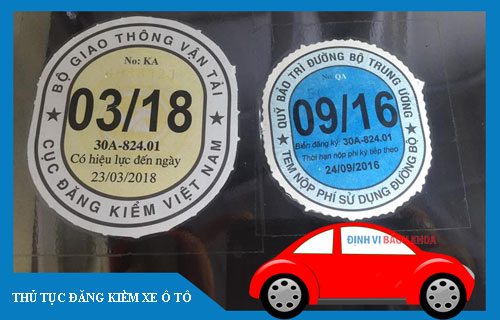 BỘ GIAO THÔNG VẬN TẢI
No: KA
03/18
30A-824.01
Có hiệu lực đến ngày
23/03/2018
CỤC ĐĂNG KIỂM VIỆT NAM
QUỸ BẢO TRÌ ĐƯỜNG BỘ TRUNG ƯƠNG
No: QA
09/16
Biển đăng ký: 30A-824.01
Thời hạn nộp phí kỳ tiếp theo
24/09/2016
TEM NỘP PHÍ SỬ DỤNG ĐƯỜNG BỘ
ĐỊNH VỊ BÁCH KHOA
THỦ TỤC ĐĂNG KIỂM XE Ô TÔ